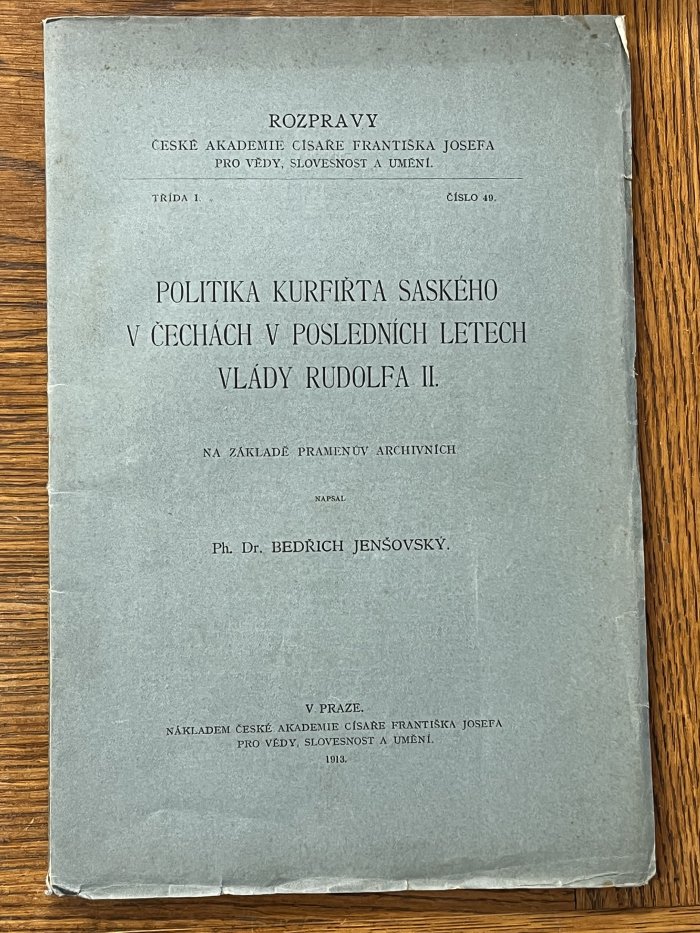 ROZPRAVY
ČESKÉ AKADEMIE CÍSAŘE FRANTIŠKA JOSEFA
PRO VĚDY, SLOVESNOST A UMĚNÍ.
TŘÍDA I.
ČÍSLO 49.
POLITIKA KURFIŘTA SASKÉHO
V ČECHÁCH V POSLEDNÍCH LETECH
VLÁDY RUDOLFA II.
NA ZÁKLADĚ PRAMENŮV ARCHIVNÍCH
NAPSAL
Ph. Dr. BEDŘICH JENŠOVSKÝ.
V PRAZE.
NÁKLADEM ČESKÉ AKADEMIE CÍSAŘE FRANTIŠKA JOSEFA
PRO VĚDY, SLOVESNOST A UMĚNÍ.
1913.